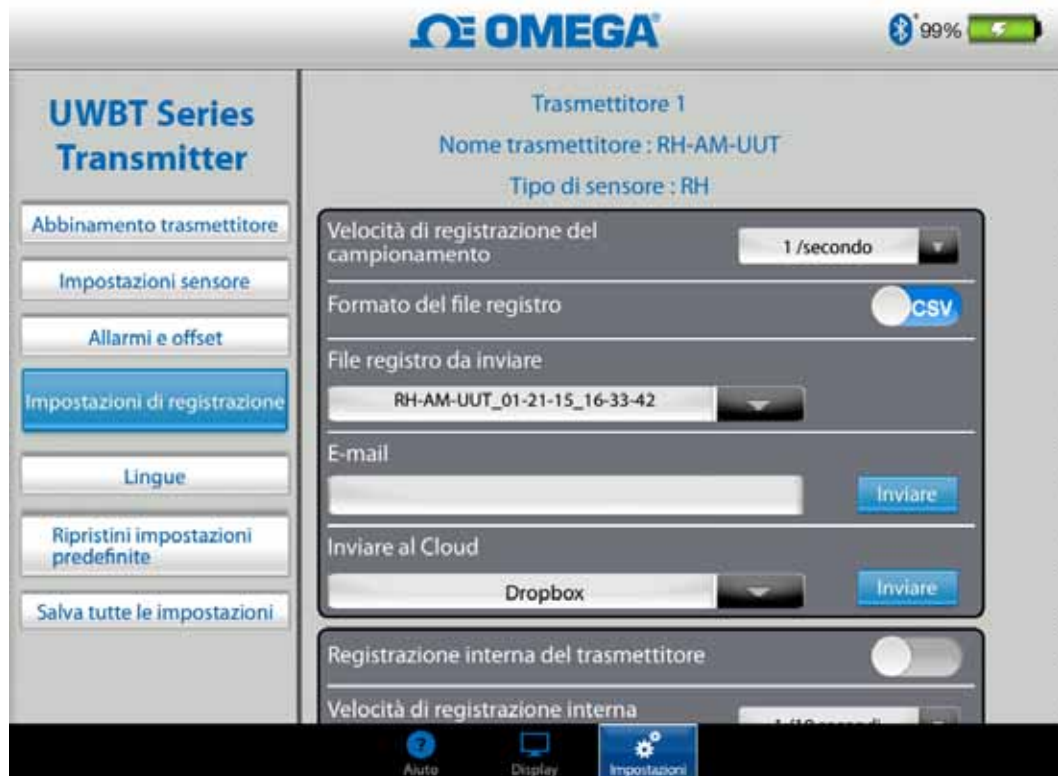 OMEGA
99%
UWBT Series
Transmitter
Abbinamento trasmettitore
Impostazioni sensore
Allarmi e offset
Impostazioni di registrazione
Lingue
Ripristini impostazioni
predefinite
Salva tutte le impostazioni
Trasmettitore 1
Nome trasmettitore : RH-AM-UUT
Tipo di sensore : RH
Velocità di registrazione del
campionamento
1 /secondo
Formato del file registro
CSV
File registro da inviare
RH-AM-UUT_01-21-15_16-33-42
E-mail
Inviare
Inviare al Cloud
Dropbox
Inviare
Registrazione interna del trasmettitore
Velocità di registrazione interna
Aiuto
Display
Impostazioni